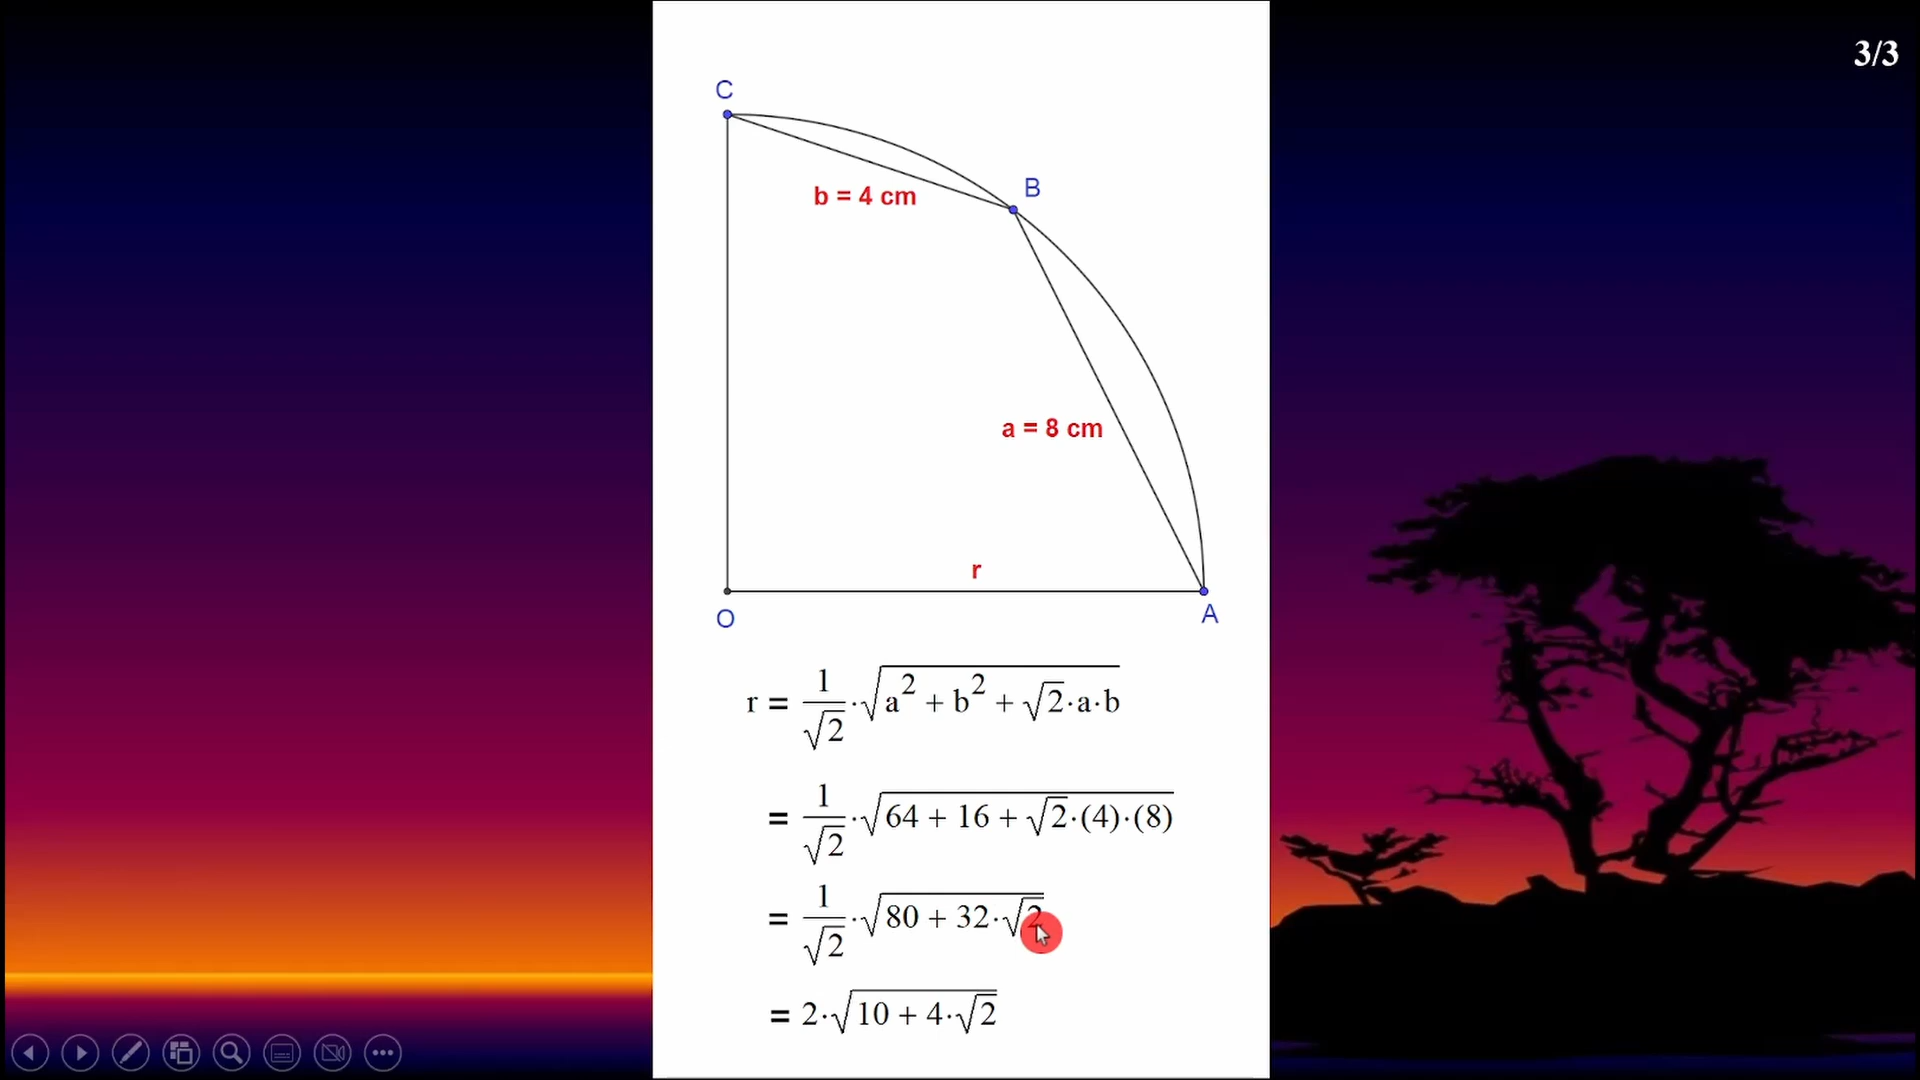 3/3
C
B
b = 4 cm
a = 8 cm
r
O
A
r = 1/√2 · √(a² + b² + √2·a·b)
= 1/√2 · √(64 + 16 + √2·(4)·(8))
= 1/√2 · √(80 + 32·√2)
= 2·√(10 + 4·√2)